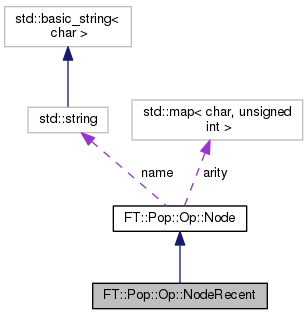 std::basic_string<
char >
std::string
std::map< char, unsigned
int >
name
arity
FT::Pop::Op::Node
FT::Pop::Op::NodeRecent